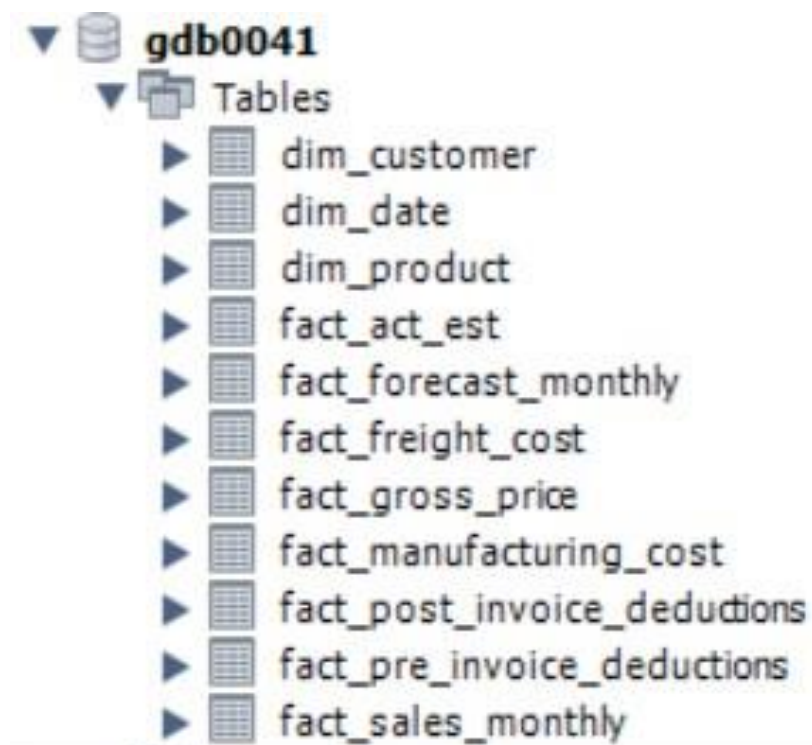 gdb0041
Tables
dim_customer
dim_date
dim_product
fact_act_est
fact_forecast_monthly
fact_freight_cost
fact_gross_price
fact_manufacturing_cost
fact_post_invoice_deductions
fact_pre_invoice_deductions
fact_sales_monthly